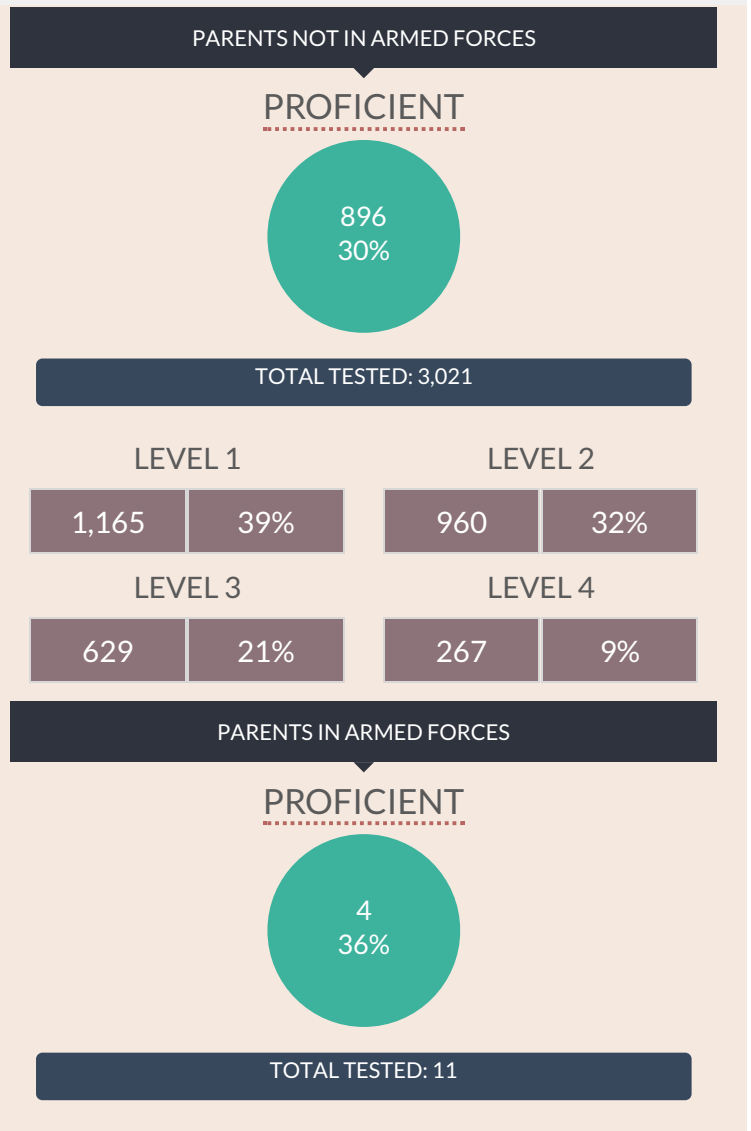 PARENTS NOT IN ARMED FORCES
PROFICIENT
896
30%
TOTAL TESTED: 3,021
LEVEL 1
1,165 39%
LEVEL 2
960 32%
LEVEL 3
629 21%
LEVEL 4
267 9%
PARENTS IN ARMED FORCES
PROFICIENT
4
36%
TOTAL TESTED: 11